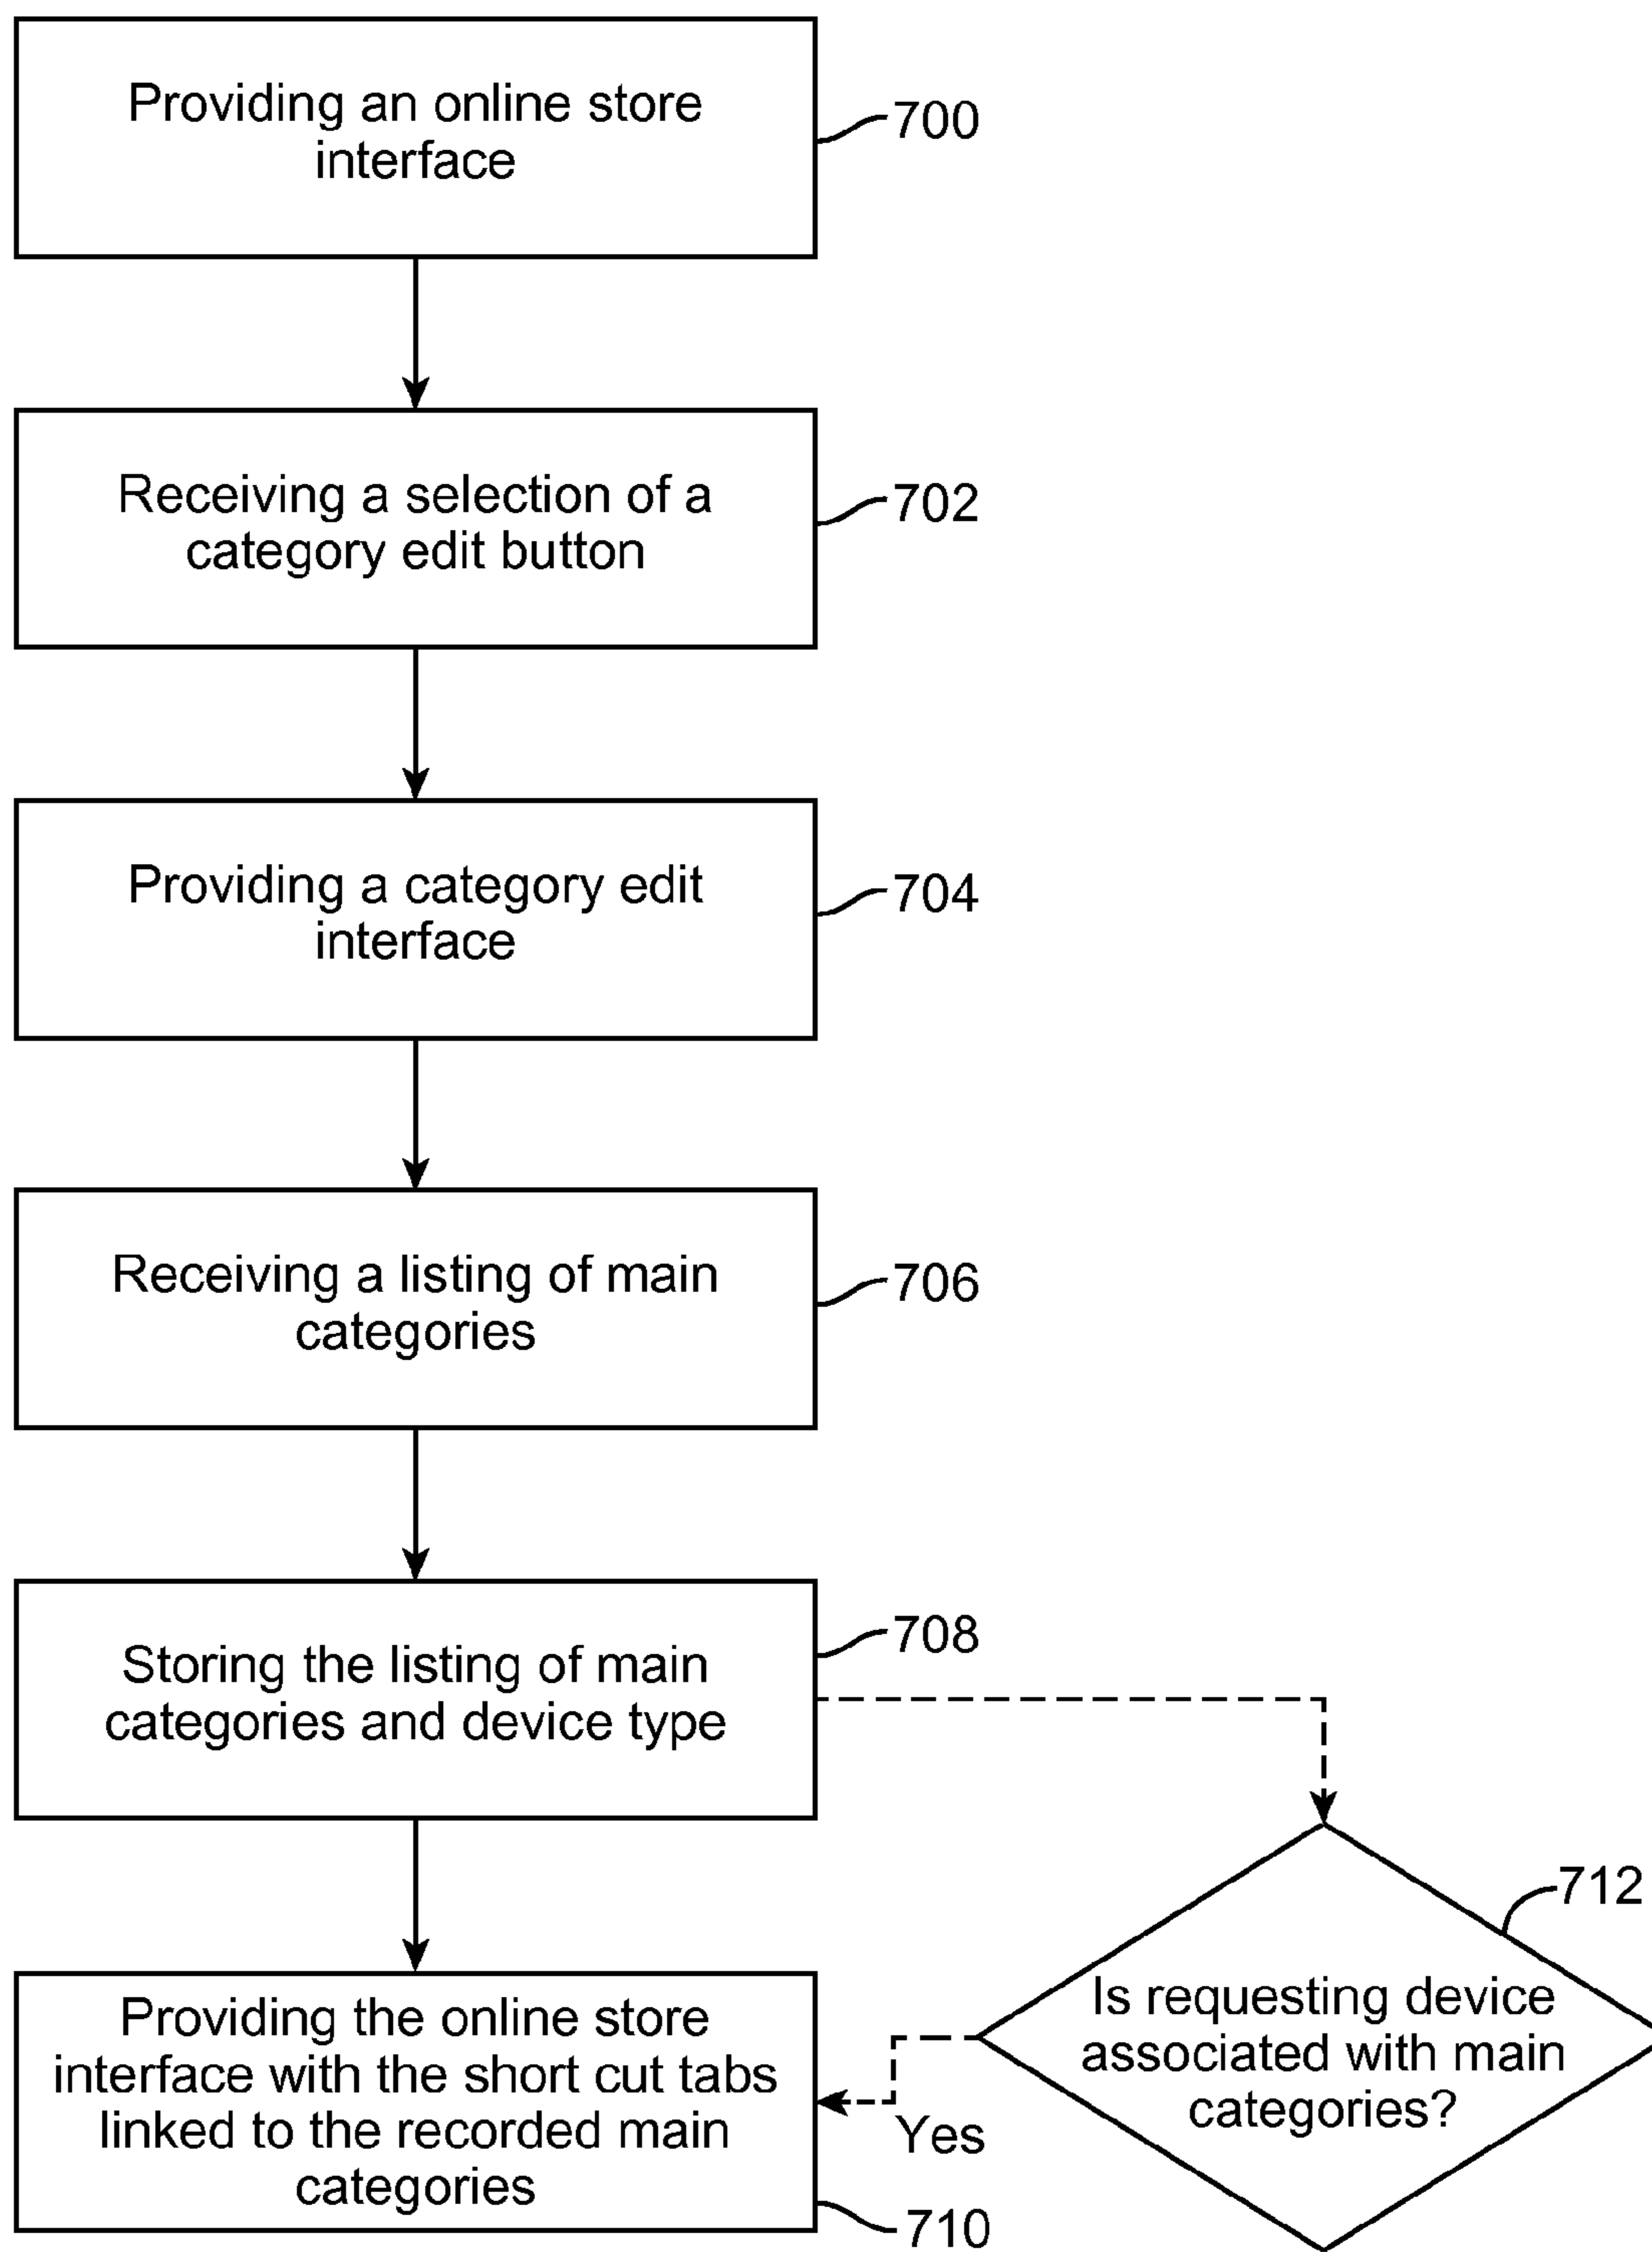 Providing an online store
interface
700
Receiving a selection of a
category edit button
702
Providing a category edit
interface
704
Receiving a listing of main
categories
706
Storing the listing of main
categories and device type
708
712
Is requesting device
associated with main
categories?
Yes
Providing the online store
interface with the short cut tabs
linked to the recorded main
categories
710